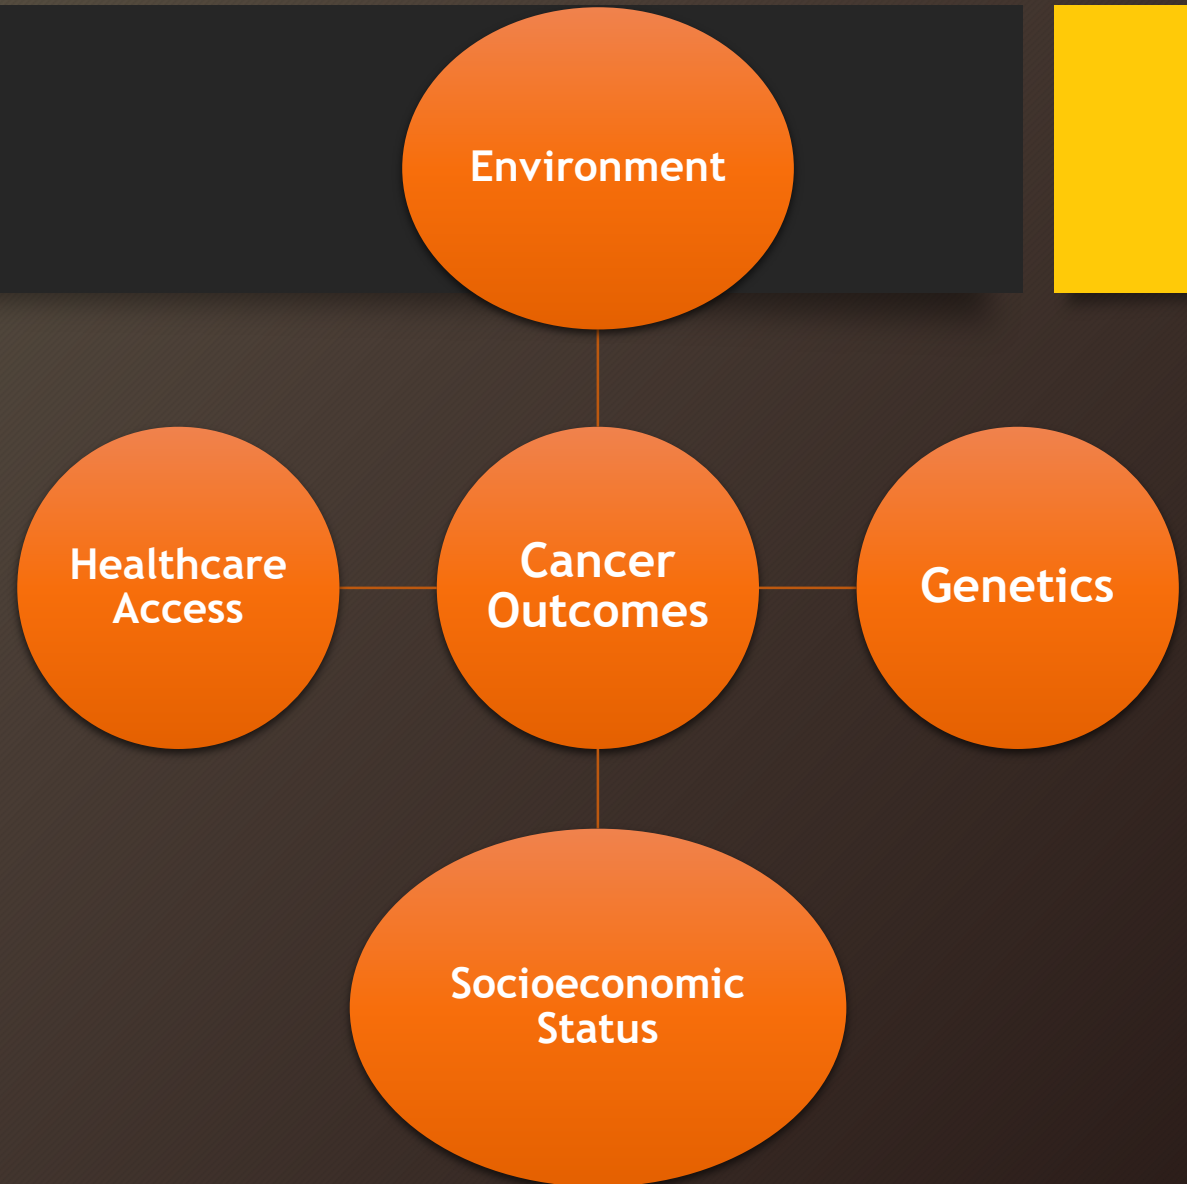 Environment
Healthcare
Access
Cancer
Outcomes
Genetics
Socioeconomic
Status